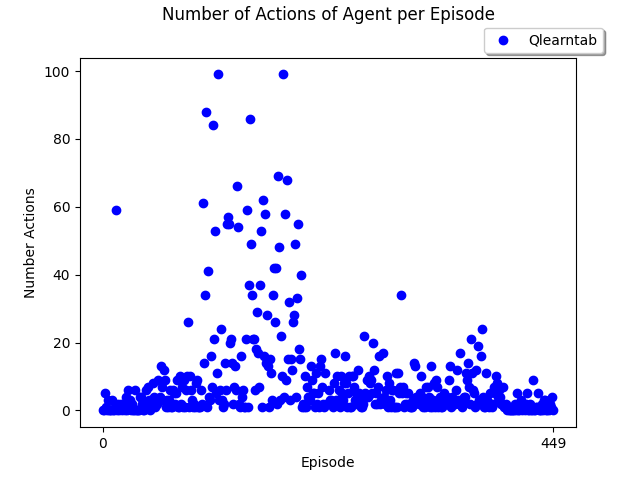 Number of Actions of Agent per Episode
Qlearntab
100
80
60
40
20
0
Number Actions
0
449
Episode